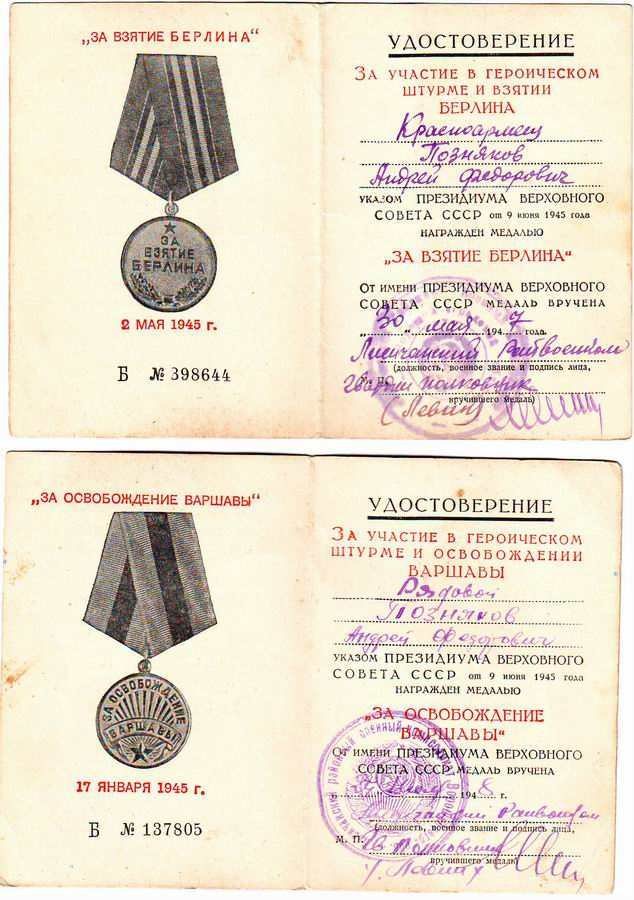 „ЗА ВЗЯТИЕ БЕРЛИНА“
ЗА
ВЗЯТИЕ
БЕРЛИНА
2 МАЯ 1945 г.
Б № 398644
УДОСТОВЕРЕНИЕ
ЗА УЧАСТИЕ В ГЕРОИЧЕСКОМ
ШТУРМЕ И ВЗЯТИИ
БЕРЛИНА
Красноармеец
Позняков
Андрей Федорович
УКАЗОМ ПРЕЗИДИУМА ВЕРХОВНОГО
СОВЕТА СССР от 9 июня 1945 года
НАГРАЖДЕН МЕДАЛЬЮ
„ЗА ВЗЯТИЕ БЕРЛИНА“
От имени ПРЕЗИДИУМА ВЕРХОВНОГО
СОВЕТА СССР МЕДАЛЬ ВРУЧЕНА
„30“ мая 1947 года.
Райвоенком
(должность, военное звание и подпись лица,
гвардии полковник
вручившего медаль)
(Левин)
„ЗА ОСВОБОЖДЕНИЕ ВАРШАВЫ“
ЗА ОСВОБОЖДЕНИЕ
ВАРШАВЫ
17 ЯНВАРЯ 1945 г.
Б № 137805
УДОСТОВЕРЕНИЕ
ЗА УЧАСТИЕ В ГЕРОИЧЕСКОМ
ШТУРМЕ И ОСВОБОЖДЕНИИ
ВАРШАВЫ
Рядовой
Позняков
Андрей Федорович
УКАЗОМ ПРЕЗИДИУМА ВЕРХОВНОГО
СОВЕТА СССР от 9 июня 1945 года
НАГРАЖДЕН МЕДАЛЬЮ
„ЗА ОСВОБОЖДЕНИЕ
ВАРШАВЫ“
От имени ПРЕЗИДИУМА ВЕРХОВНОГО
СОВЕТА СССР МЕДАЛЬ ВРУЧЕНА
1948 г.
Райвоенком
(должность, военное звание и подпись лица,
М. П.
вручившего медаль)